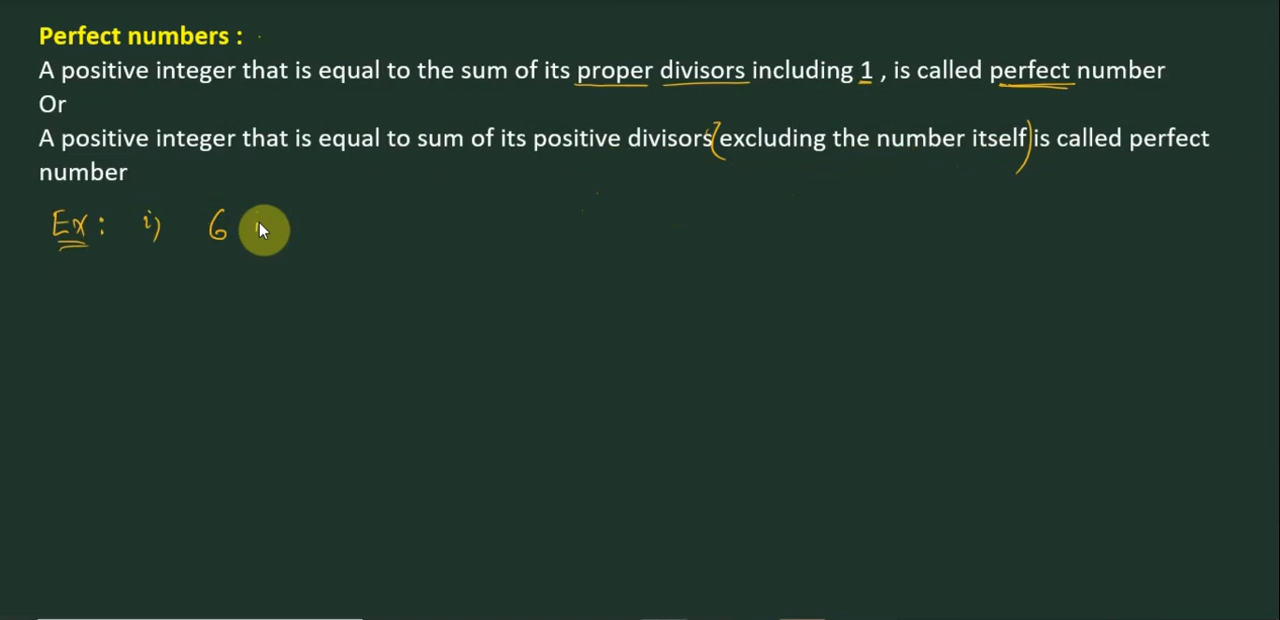 Perfect numbers :
A positive integer that is equal to the sum of its proper divisors including 1 , is called perfect number
Or
A positive integer that is equal to sum of its positive divisors(excluding the number itself) is called perfect
number
Ex : i) 6